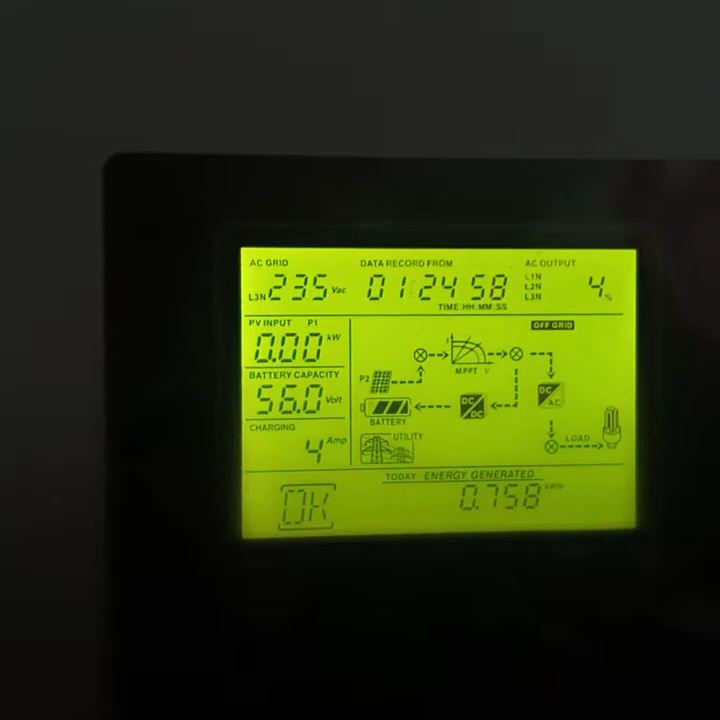 AC GRID DATA RECORD FROM AC OUTPUT
L3N 235 Vac 01:24 58 L1N L2N L3N 4 %
TIME HH:MM:SS
PV INPUT P1 OFF GRID
0.00 kW
MPPT V
BATTERY CAPACITY P2 DC AC
56.0 Volt DC DC
BATTERY
CHARGING UTILITY LOAD
4 Amp
TODAY ENERGY GENERATED
OK 0.758 kWh